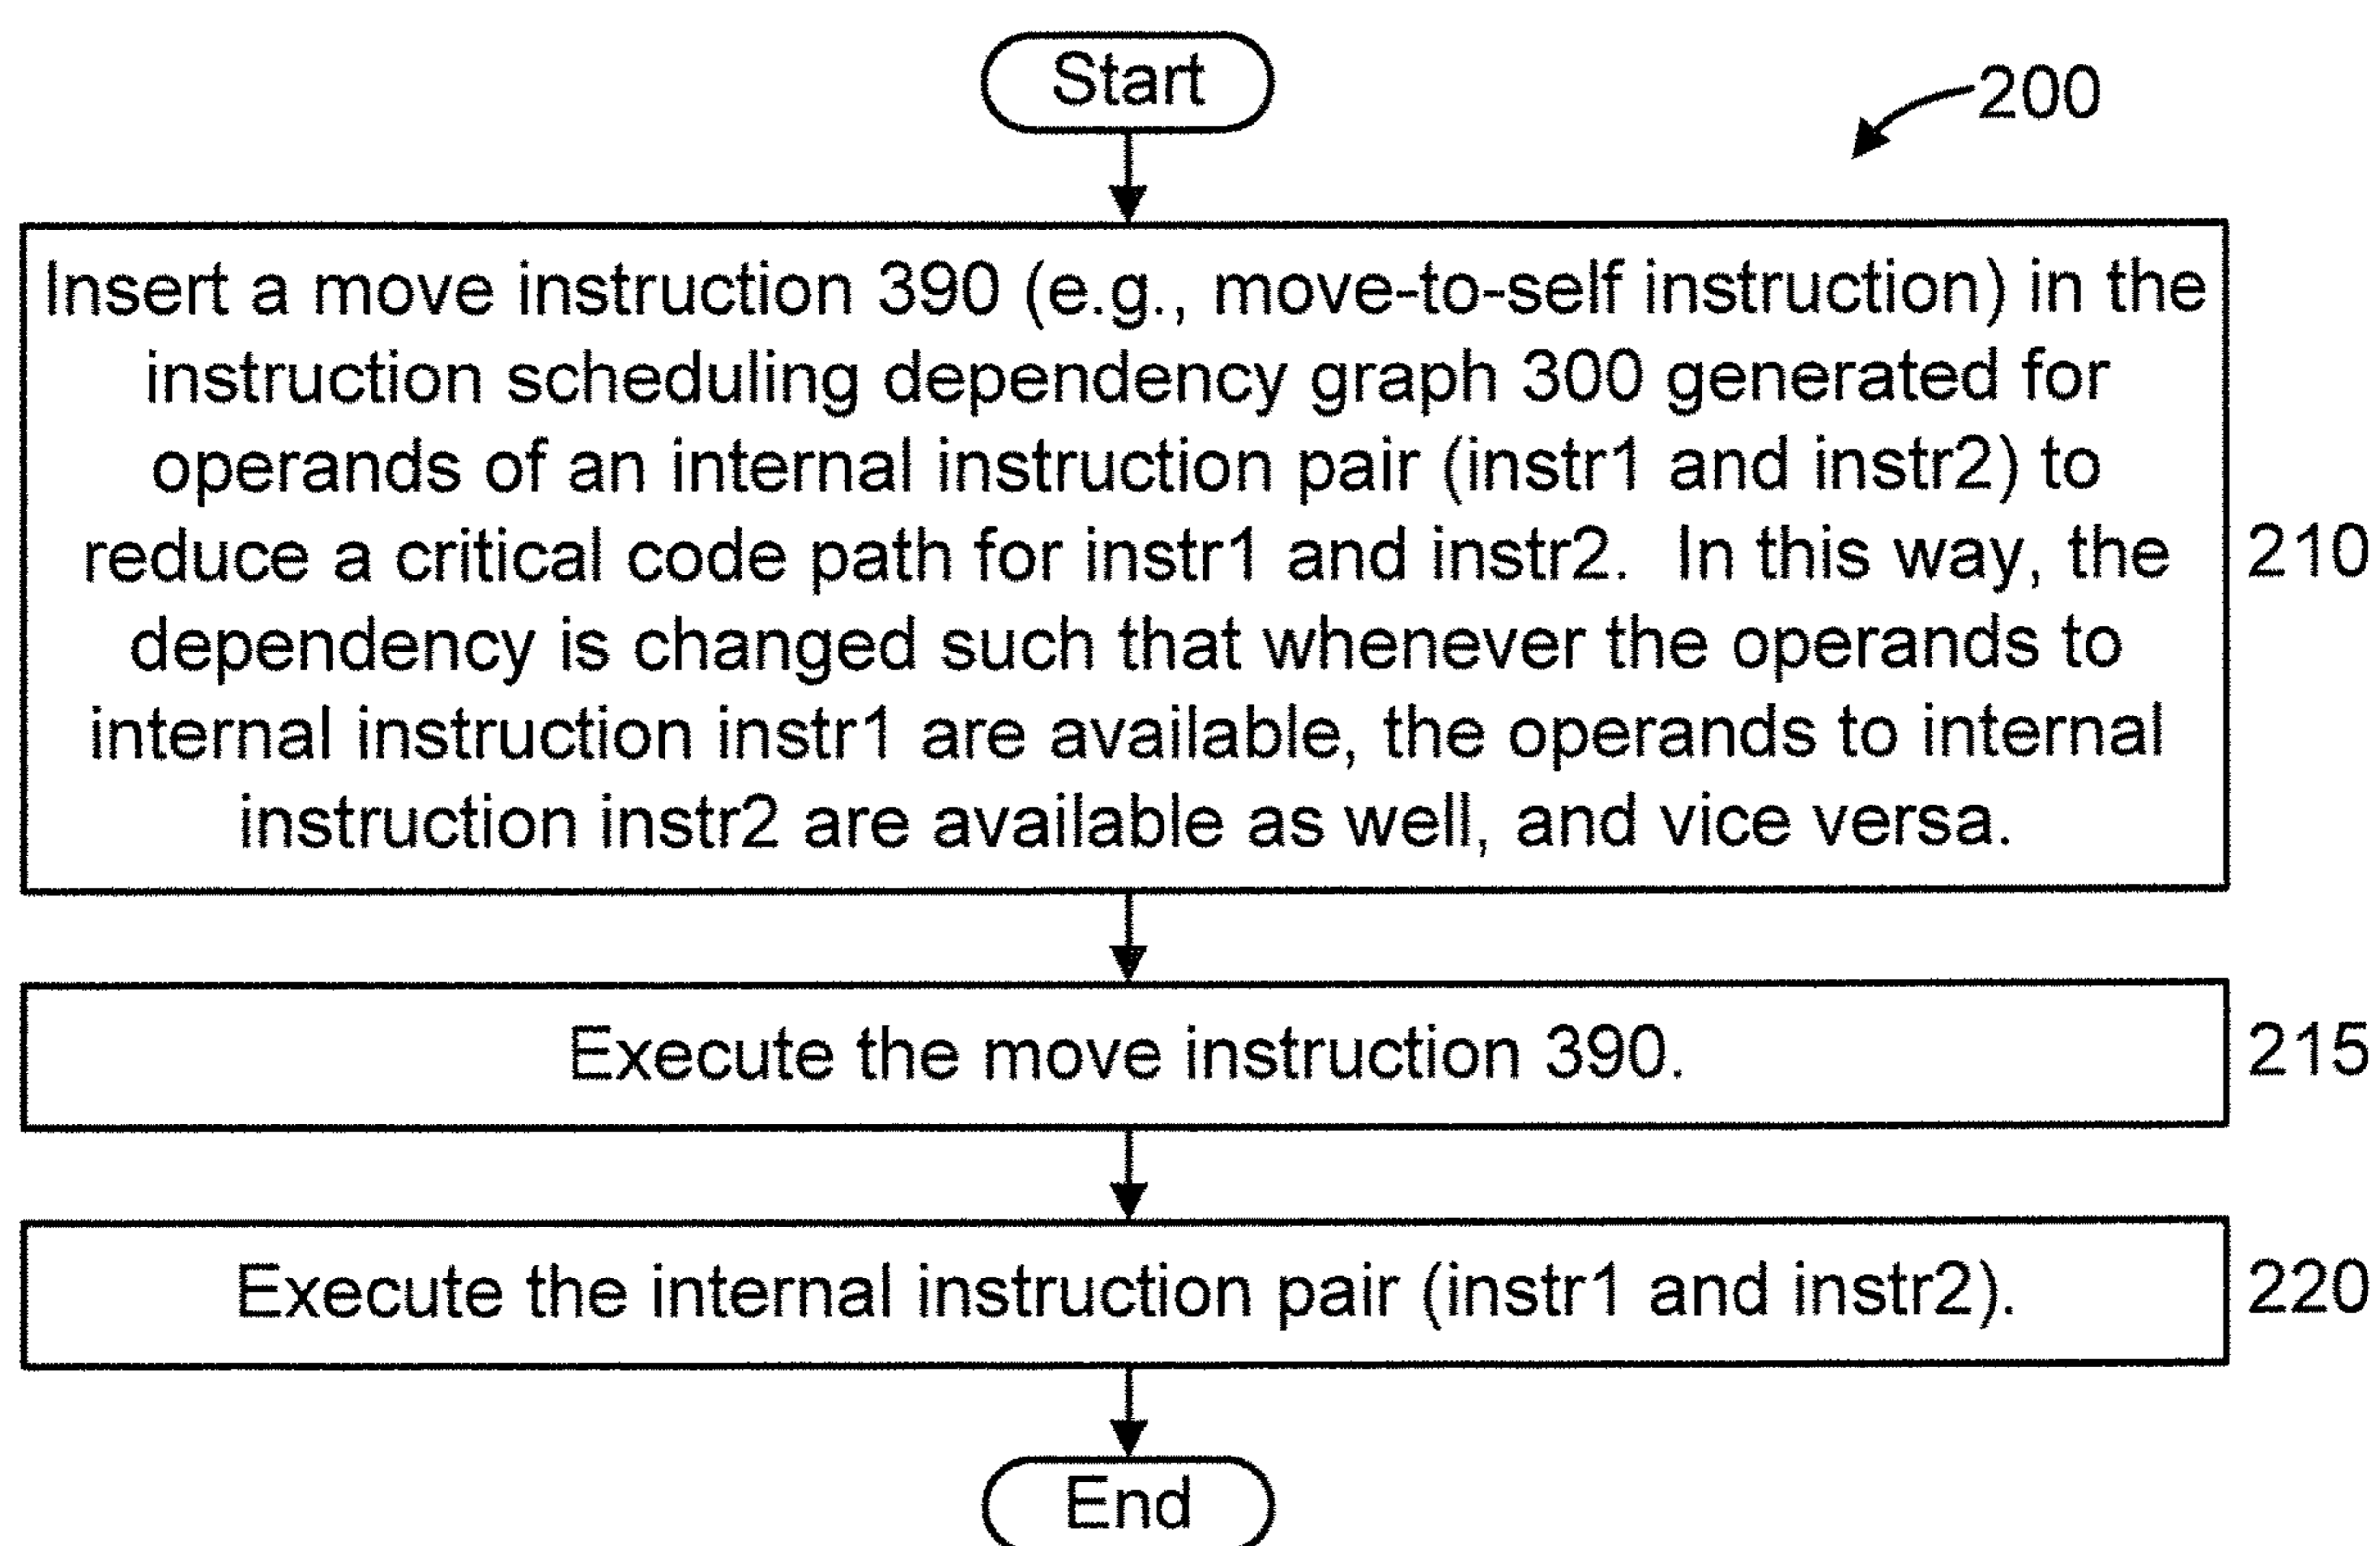 Start
200
Insert a move instruction 390 (e.g., move-to-self instruction) in the
instruction scheduling dependency graph 300 generated for
operands of an internal instruction pair (instr1 and instr2) to
reduce a critical code path for instr1 and instr2.  In this way, the
210
dependency is changed such that whenever the operands to
internal instruction instr1 are available, the operands to internal
instruction instr2 are available as well, and vice versa.
Execute the move instruction 390.
215
Execute the internal instruction pair (instr1 and instr2).
220
End